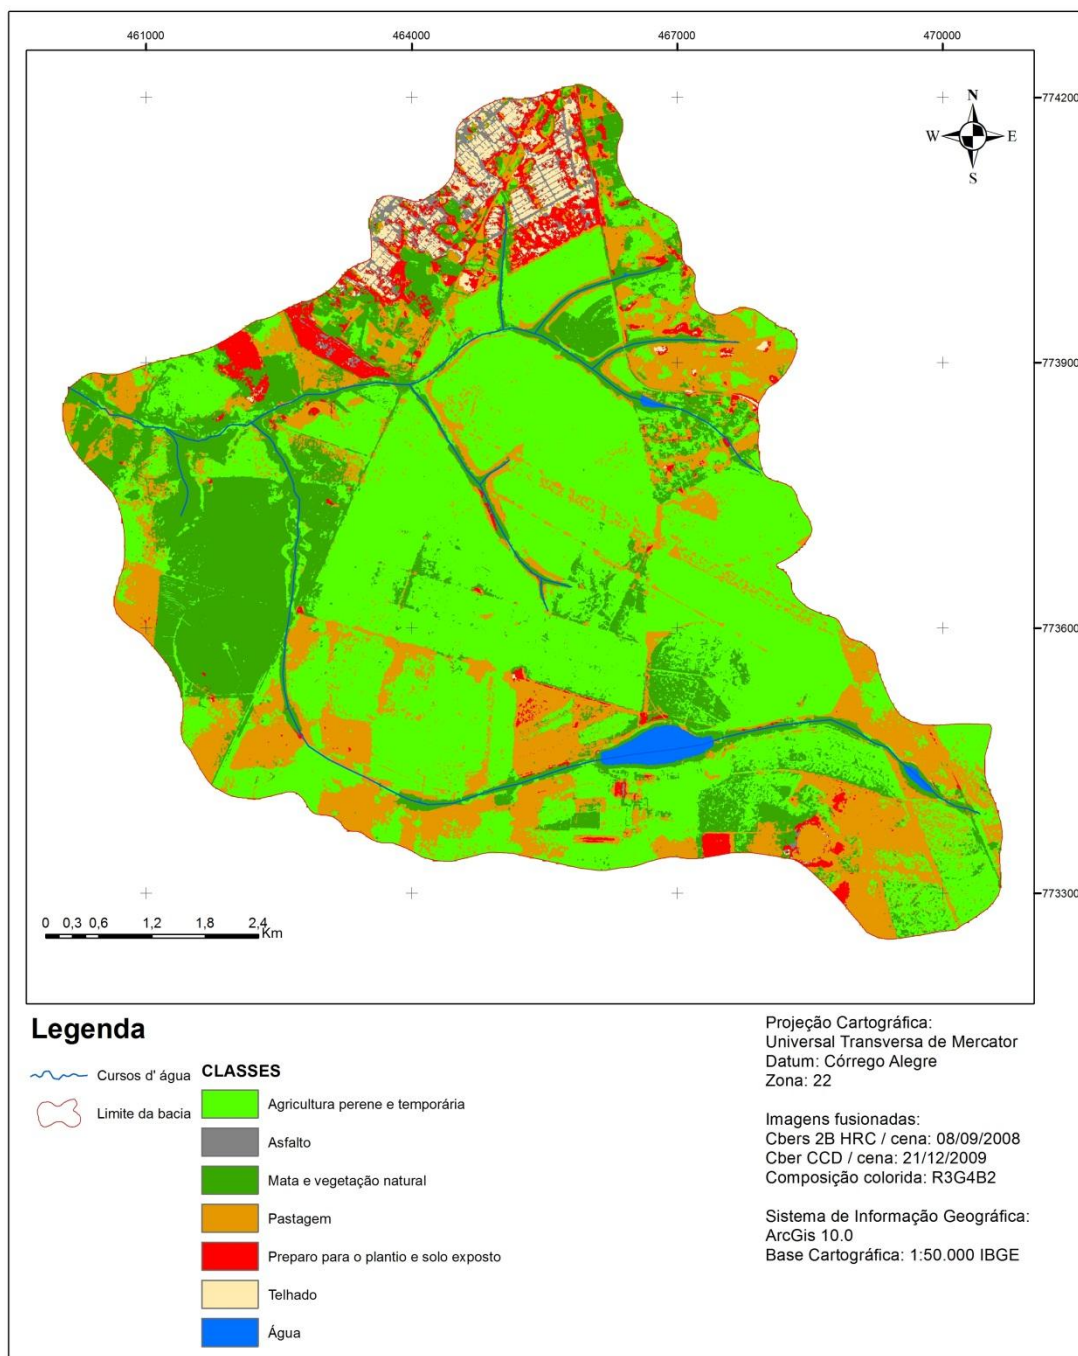 461000 464000 467000 470000
774200
N
W E
S
773900
773600
773300
0 0,3 0,6 1,2 1,8 2,4
Km
Legenda
Cursos d' água
Limite da bacia
CLASSES
Agricultura perene e temporária
Asfalto
Mata e vegetação natural
Pastagem
Preparo para o plantio e solo exposto
Telhado
Água
Projeção Cartográfica:
Universal Transversa de Mercator
Datum: Córrego Alegre
Zona: 22
Imagens fusionadas:
Cbers 2B HRC / cena: 08/09/2008
Cber CCD / cena: 21/12/2009
Composição colorida: R3G4B2
Sistema de Informação Geográfica:
ArcGis 10.0
Base Cartográfica: 1:50.000 IBGE